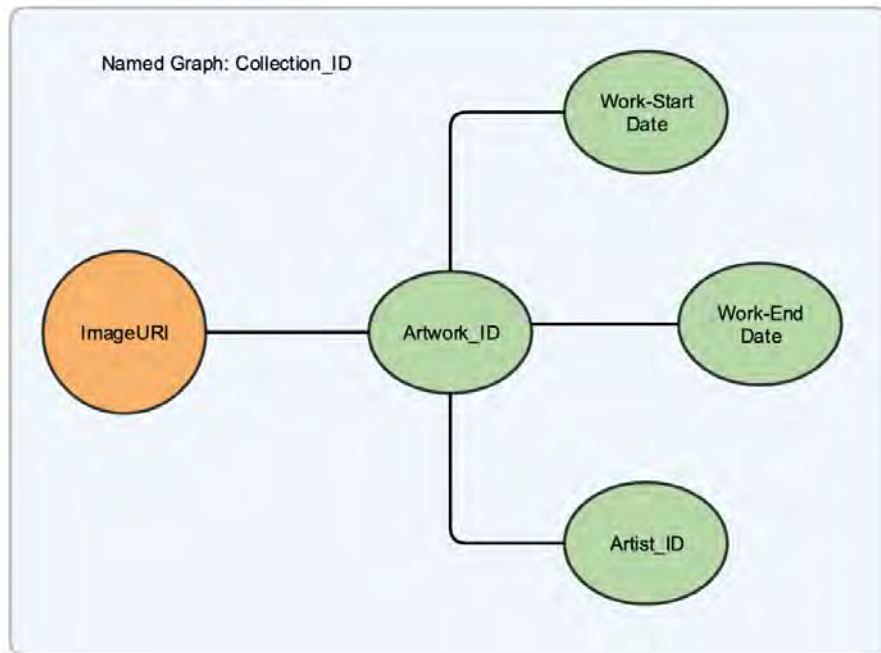 Named Graph: Collection_ID
Work-Start
Date
ImageURI
Artwork_ID
Work-End
Date
Artist_ID